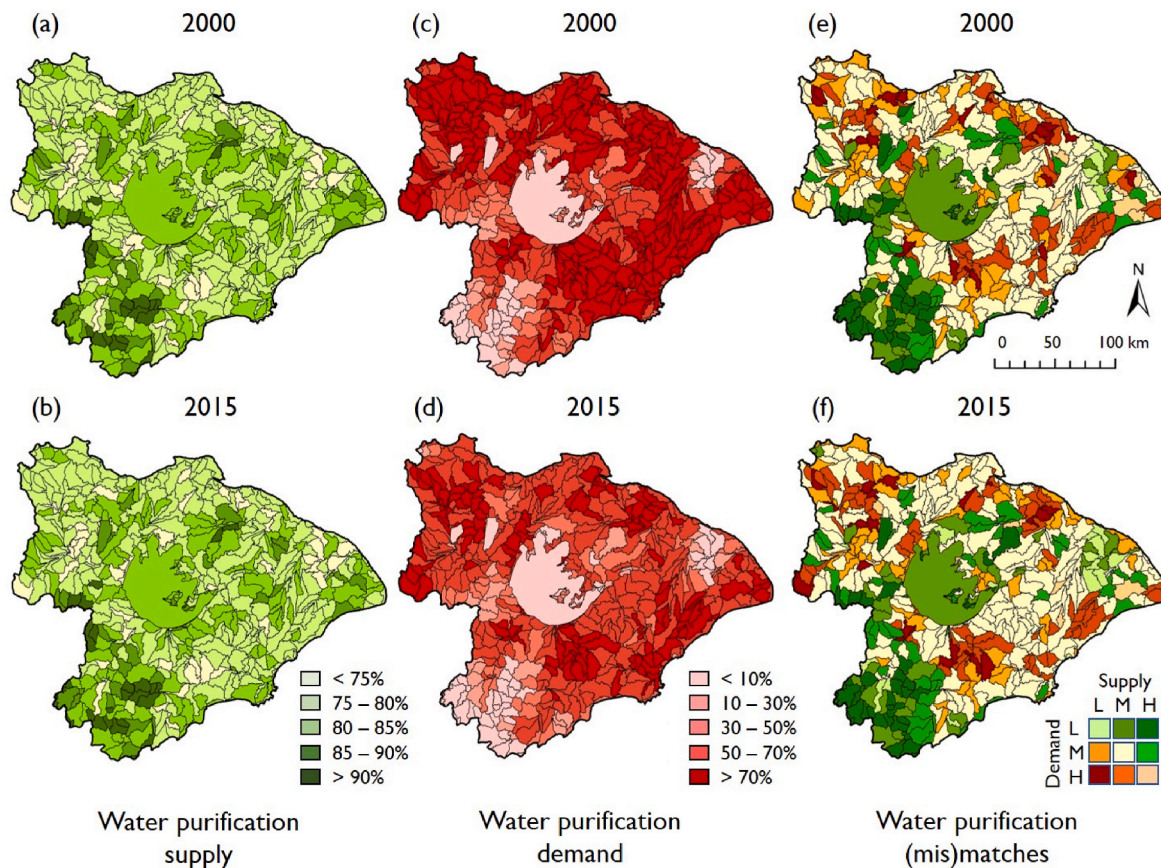 (a) 2000
(c) 2000
(e) 2000
N
0 50 100 km
(b) 2015
(d) 2015
(f) 2015
< 75%
75 – 80%
80 – 85%
85 – 90%
> 90%
< 10%
10 – 30%
30 – 50%
50 – 70%
> 70%
Supply
L M H
Demand
L
M
H
Water purification
supply
Water purification
demand
Water purification
(mis)matches